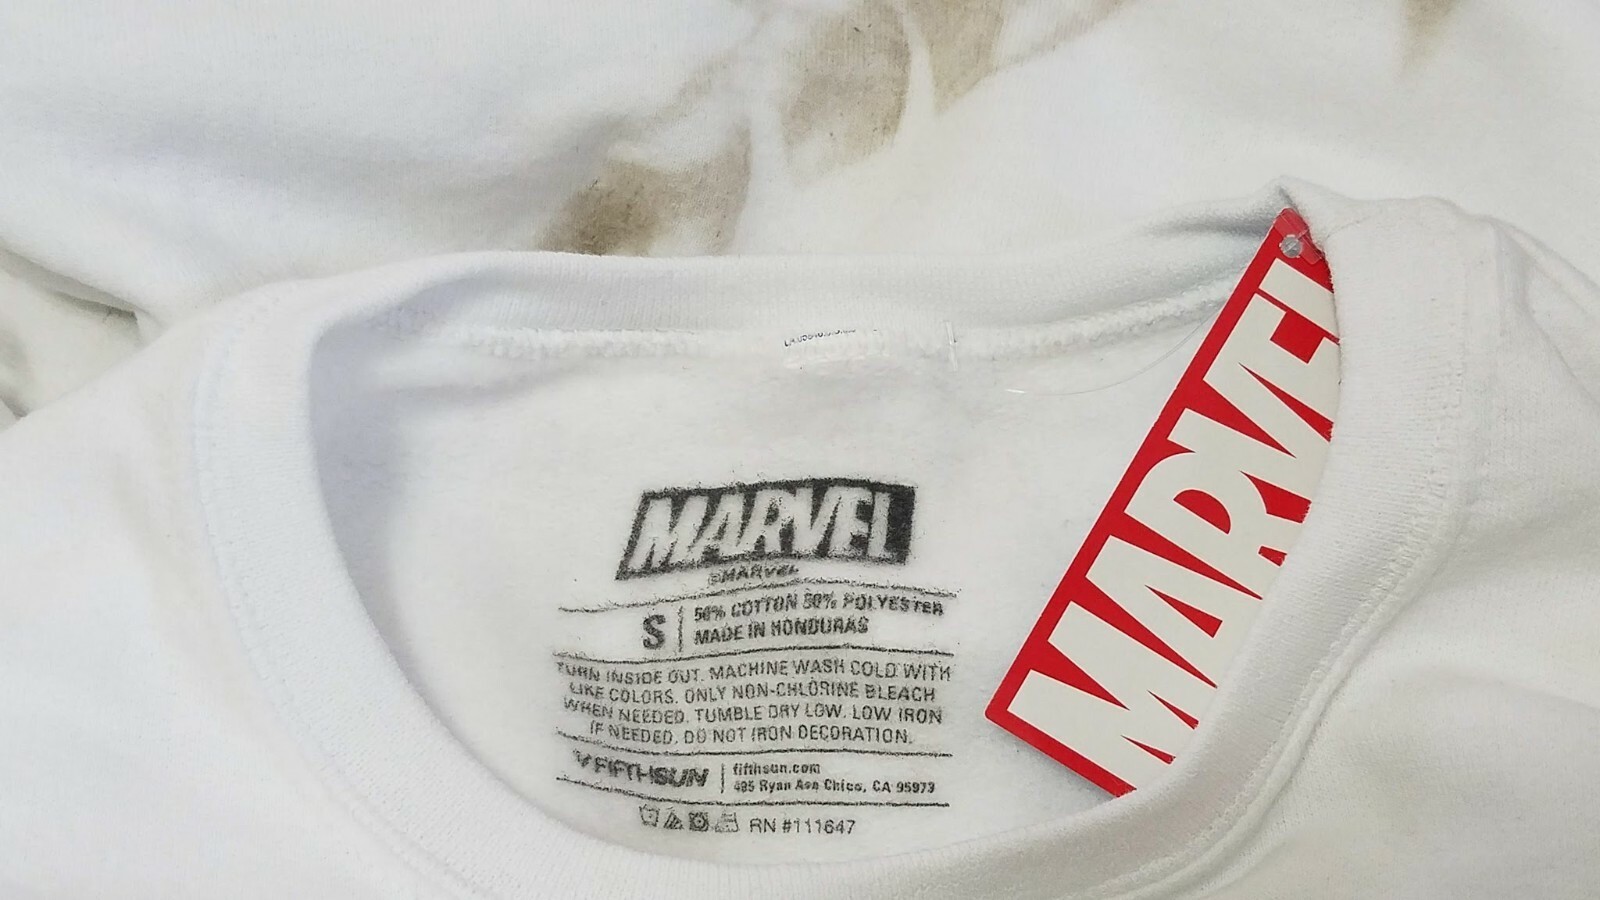 MARVEL
©MARVEL
S
50% COTTON 50% POLYESTER
MADE IN HONDURAS
TURN INSIDE OUT. MACHINE WASH COLD WITH
LIKE COLORS. ONLY NON-CHLORINE BLEACH
WHEN NEEDED. TUMBLE DRY LOW. LOW IRON
IF NEEDED. DO NOT IRON DECORATION.
FIFTHSUN
fifthsun.com
495 Ryan Ave Chico, CA 95973
RN #111647
MARVEL